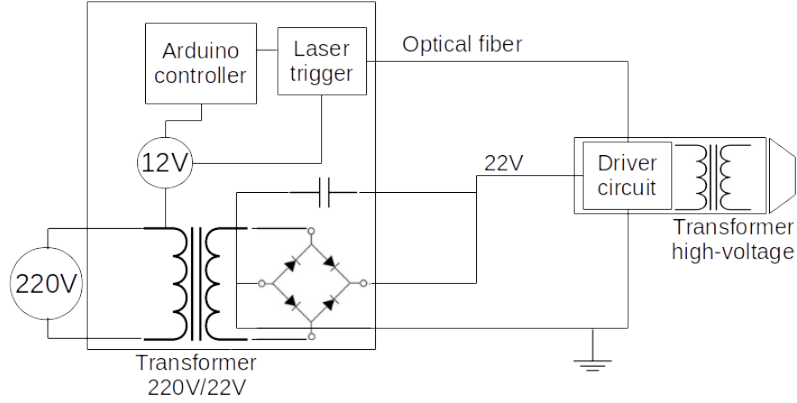 Arduino
controller
Laser
trigger
Optical fiber
12V
22V
Driver
circuit
Transformer
high-voltage
220V
Transformer
220V/22V